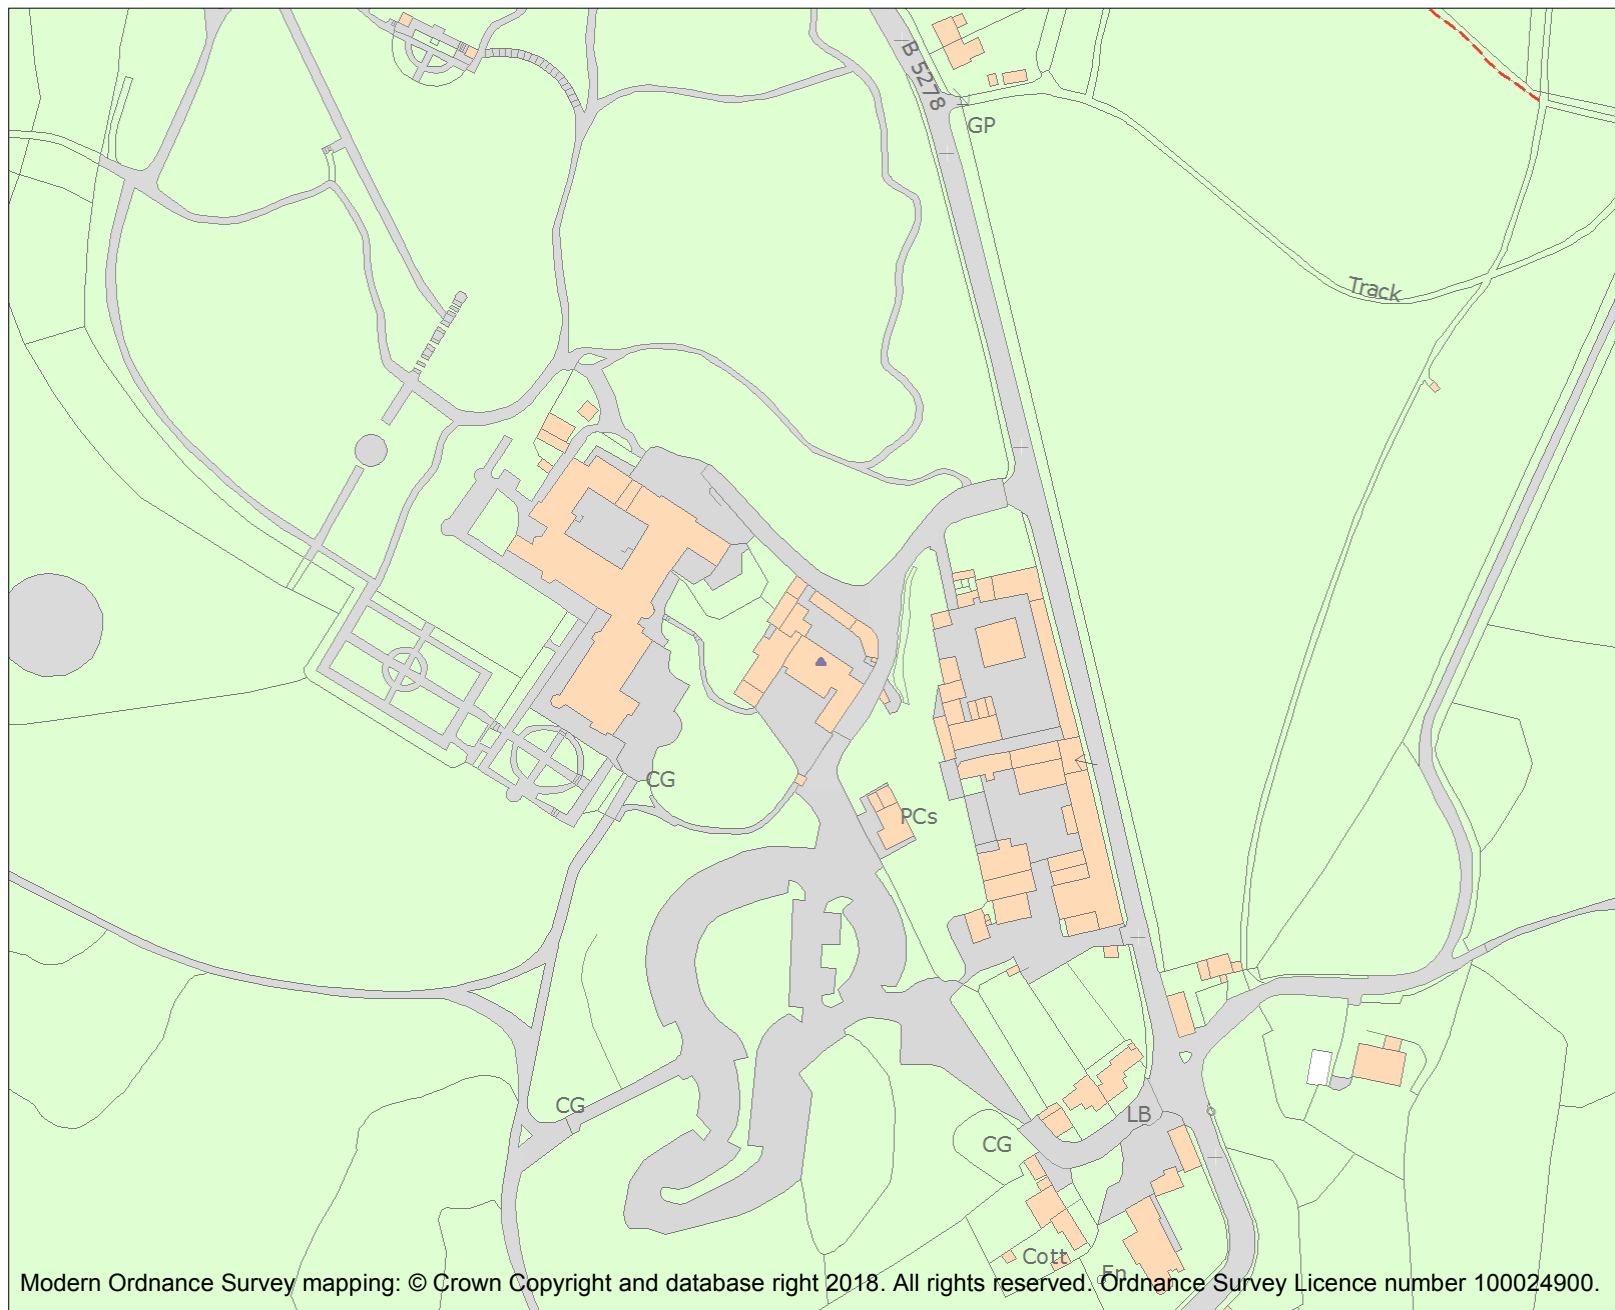 B 5278
GP
Track
CG
PCs
CG
LB
CG
Cott
Fn
Modern Ordnance Survey mapping: © Crown Copyright and database right 2018. All rights reserved. Ordnance Survey Licence number 100024900.